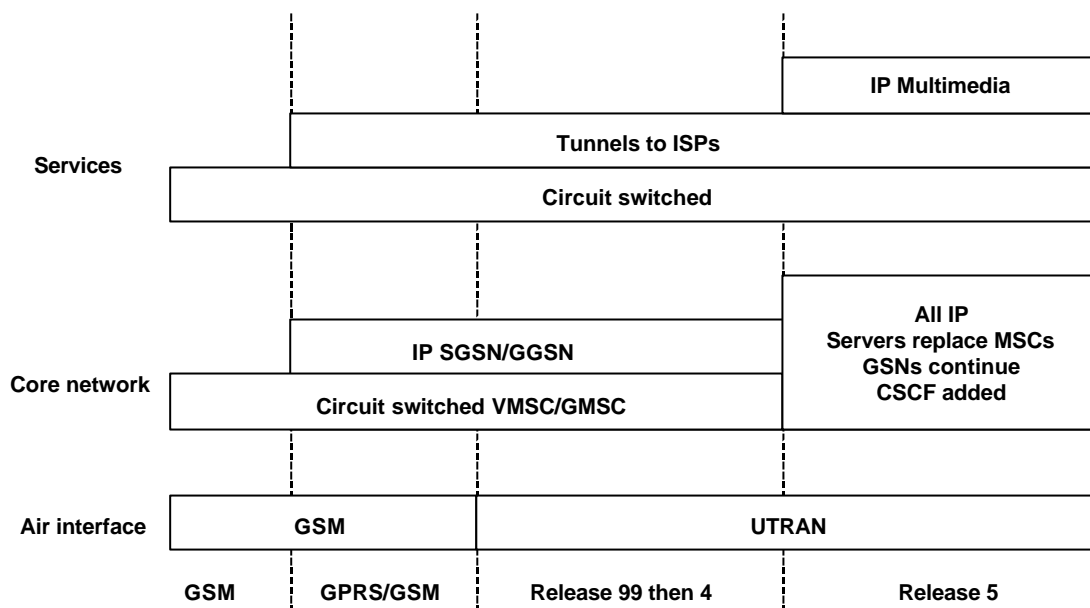 IP Multimedia
Tunnels to ISPs
Services
Circuit switched
All IP
Servers replace MSCs
GSNs continue
CSCF added
IP SGSN/GGSN
Core network
Circuit switched VMSC/GMSC
Air interface
GSM
UTRAN
GSM
GPRS/GSM
Release 99 then 4
Release 5